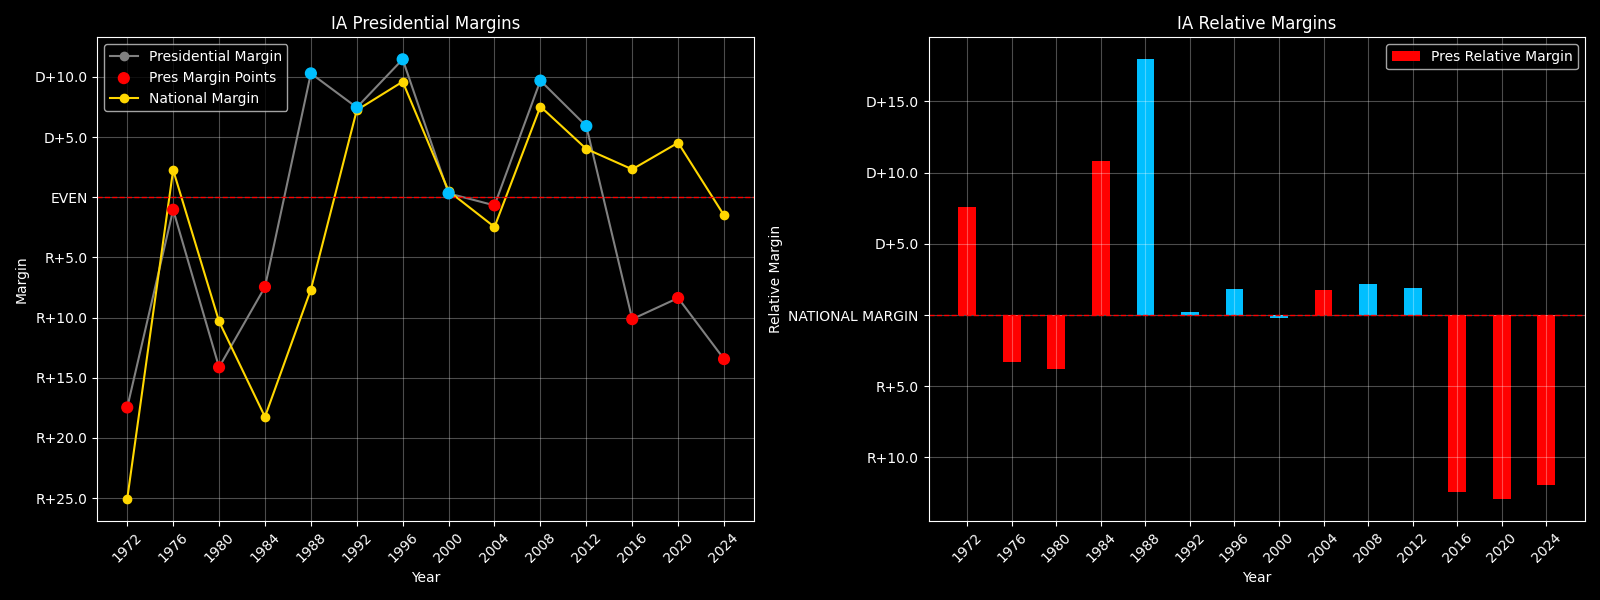 IA Presidential Margins
Presidential Margin
Pres Margin Points
National Margin
D+10.0
D+5.0
EVEN
R+5.0
R+10.0
R+15.0
R+20.0
R+25.0
Margin
1972
1976
1980
1984
1988
1992
1996
2000
2004
2008
2012
2016
2020
2024
Year
IA Relative Margins
Pres Relative Margin
D+15.0
D+10.0
D+5.0
NATIONAL MARGIN
R+5.0
R+10.0
Relative Margin
1972
1976
1980
1984
1988
1992
1996
2000
2004
2008
2012
2016
2020
2024
Year